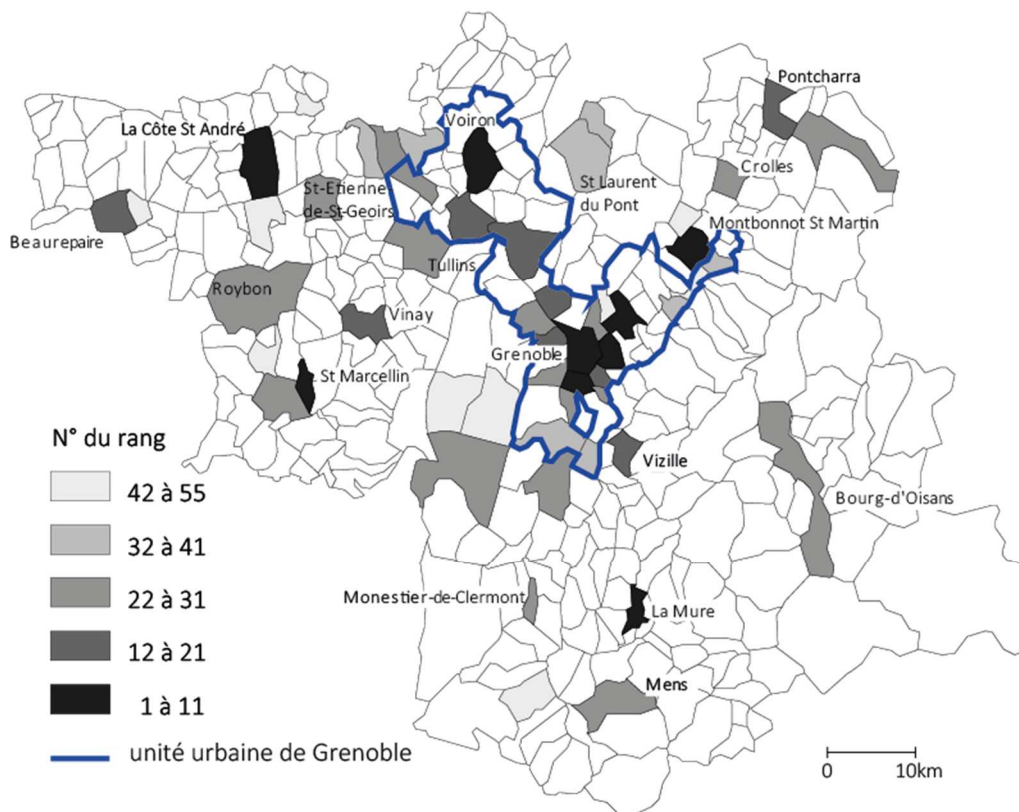 Pontcharra
Voiron
La Côte St André
Crolles
St-Etienne
-de-St-Geoirs
St Laurent
du Pont
Montbonnot St Martin
Beaurepaire
Tullins
Roybon
Vinay
Grenoble
St Marcellin
N° du rang
Vizille
42 à 55
Bourg-d'Oisans
32 à 41
22 à 31
Monestier-de-Clermont
La Mure
12 à 21
Mens
1 à 11
unité urbaine de Grenoble
0 10km